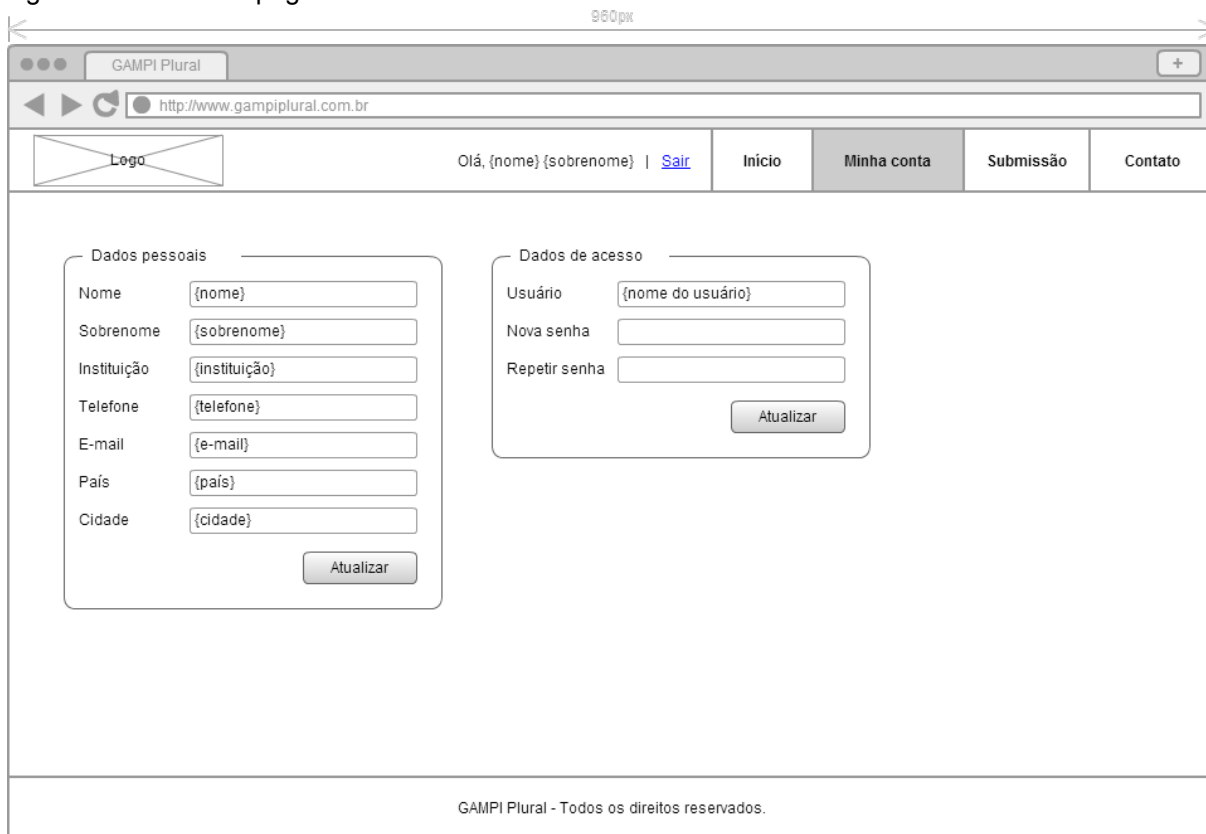 960px
GAMPI Plural
+
http://www.gampiplural.com.br
Logo
Olá, {nome} {sobrenome} | Sair
Início
Minha conta
Submissão
Contato
Dados pessoais
Nome {nome}
Sobrenome {sobrenome}
Instituição {instituição}
Telefone {telefone}
E-mail {e-mail}
País {país}
Cidade {cidade}
Atualizar
Dados de acesso
Usuário {nome do usuário}
Nova senha
Repetir senha
Atualizar
GAMPI Plural - Todos os direitos reservados.